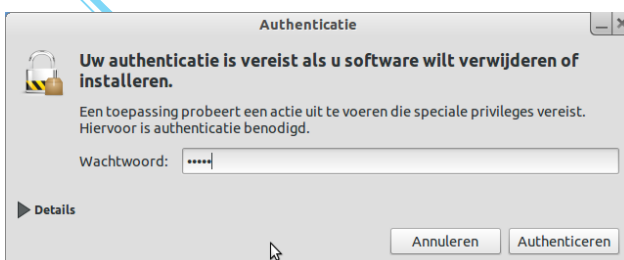 Authenticatie
Uw authenticatie is vereist als u software wilt verwijderen of
installeren.
Een toepassing probeert een actie uit te voeren die speciale privileges vereist.
Hiervoor is authenticatie benodigd.
Wachtwoord: •••••
Details
Annuleren Authenticeren